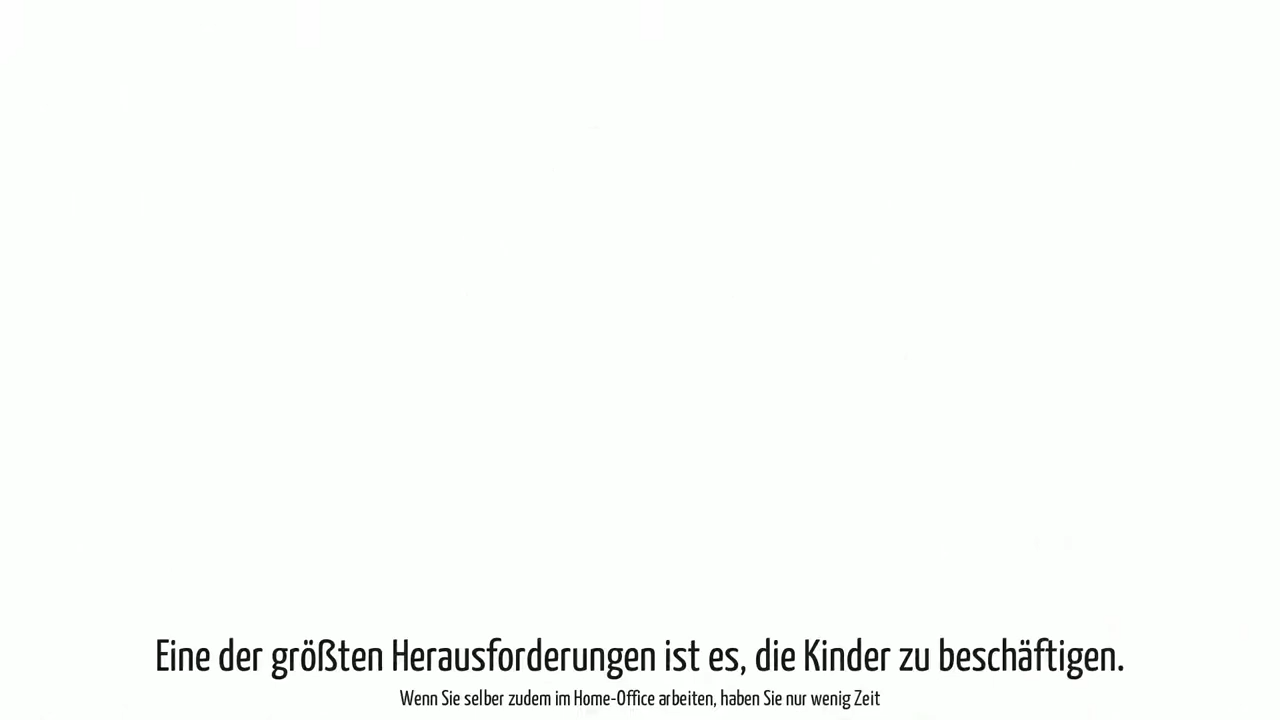 Eine der größten Herausforderungen ist es, die Kinder zu beschäftigen.
Wenn Sie selber zudem im Home-Office arbeiten, haben Sie nur wenig Zeit